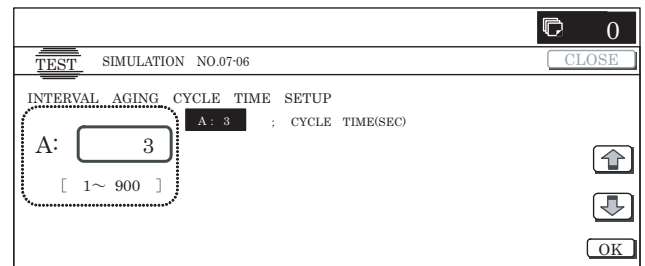 0
TEST SIMULATION NO.07-06 CLOSE
INTERVAL AGING CYCLE TIME SETUP
A: 3 ; CYCLE TIME(SEC)
A: 3
[ 1~ 900 ]
OK